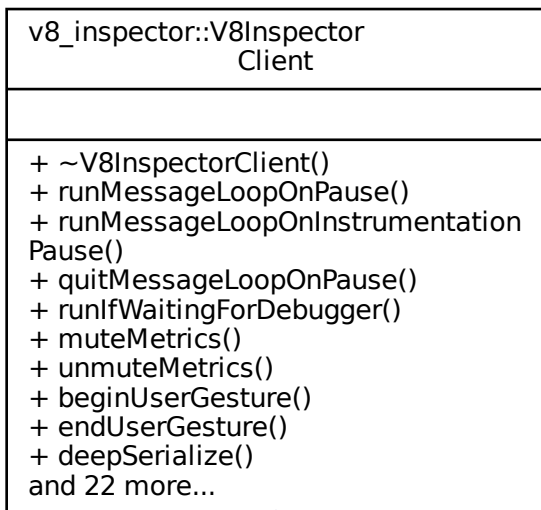 v8_inspector::V8Inspector
Client
+ ~V8InspectorClient()
+ runMessageLoopOnPause()
+ runMessageLoopOnInstrumentation
Pause()
+ quitMessageLoopOnPause()
+ runIfWaitingForDebugger()
+ muteMetrics()
+ unmuteMetrics()
+ beginUserGesture()
+ endUserGesture()
+ deepSerialize()
and 22 more...